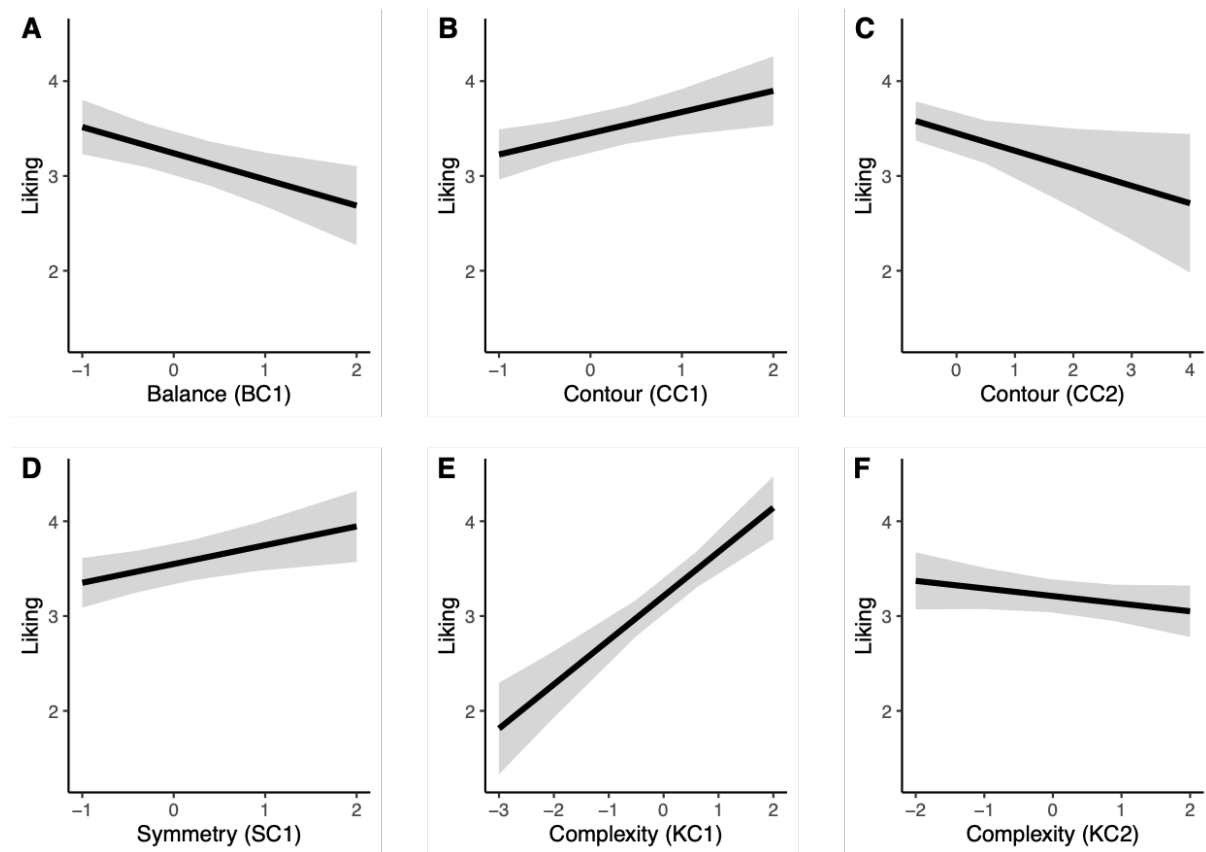 A
Liking
4
3
2
−1 0 1 2
Balance (BC1)
B
Liking
4
3
2
−1 0 1 2
Contour (CC1)
C
Liking
4
3
2
0 1 2 3 4
Contour (CC2)
D
Liking
4
3
2
−1 0 1 2
Symmetry (SC1)
E
Liking
4
3
2
−3 −2 −1 0 1 2
Complexity (KC1)
F
Liking
4
3
2
−2 −1 0 1 2
Complexity (KC2)